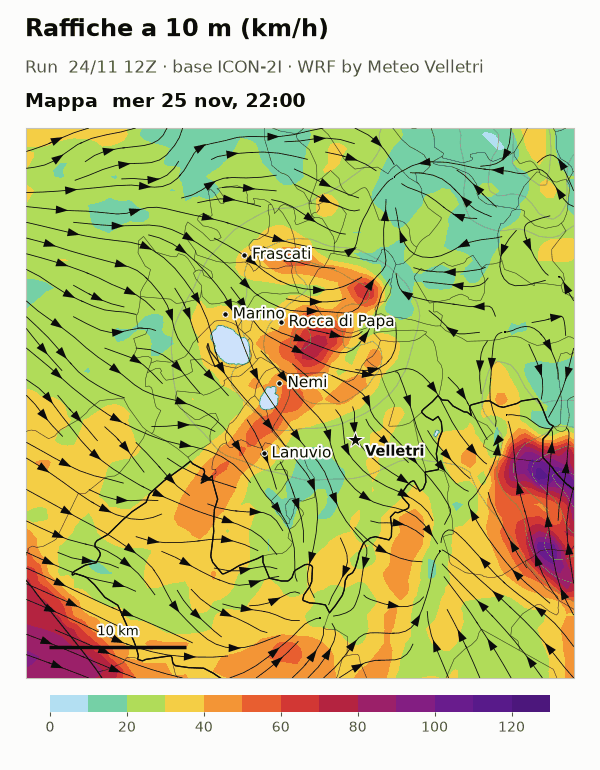 Raffiche a 10 m (km/h)
Run  24/11 12Z · base ICON-2I · WRF by Meteo Velletri
Mappa  mer 25 nov, 22:00
Frascati
Marino
Rocca di Papa
Nemi
Velletri
Lanuvio
10 km
0 20 40 60 80 100 120